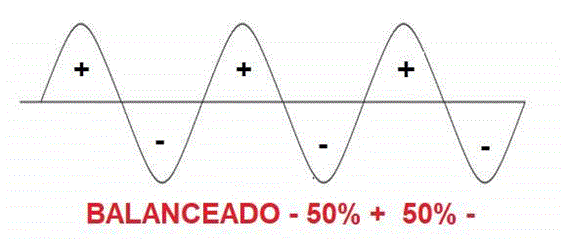 + + +
- - -
BALANCEADO - 50% + 50% -